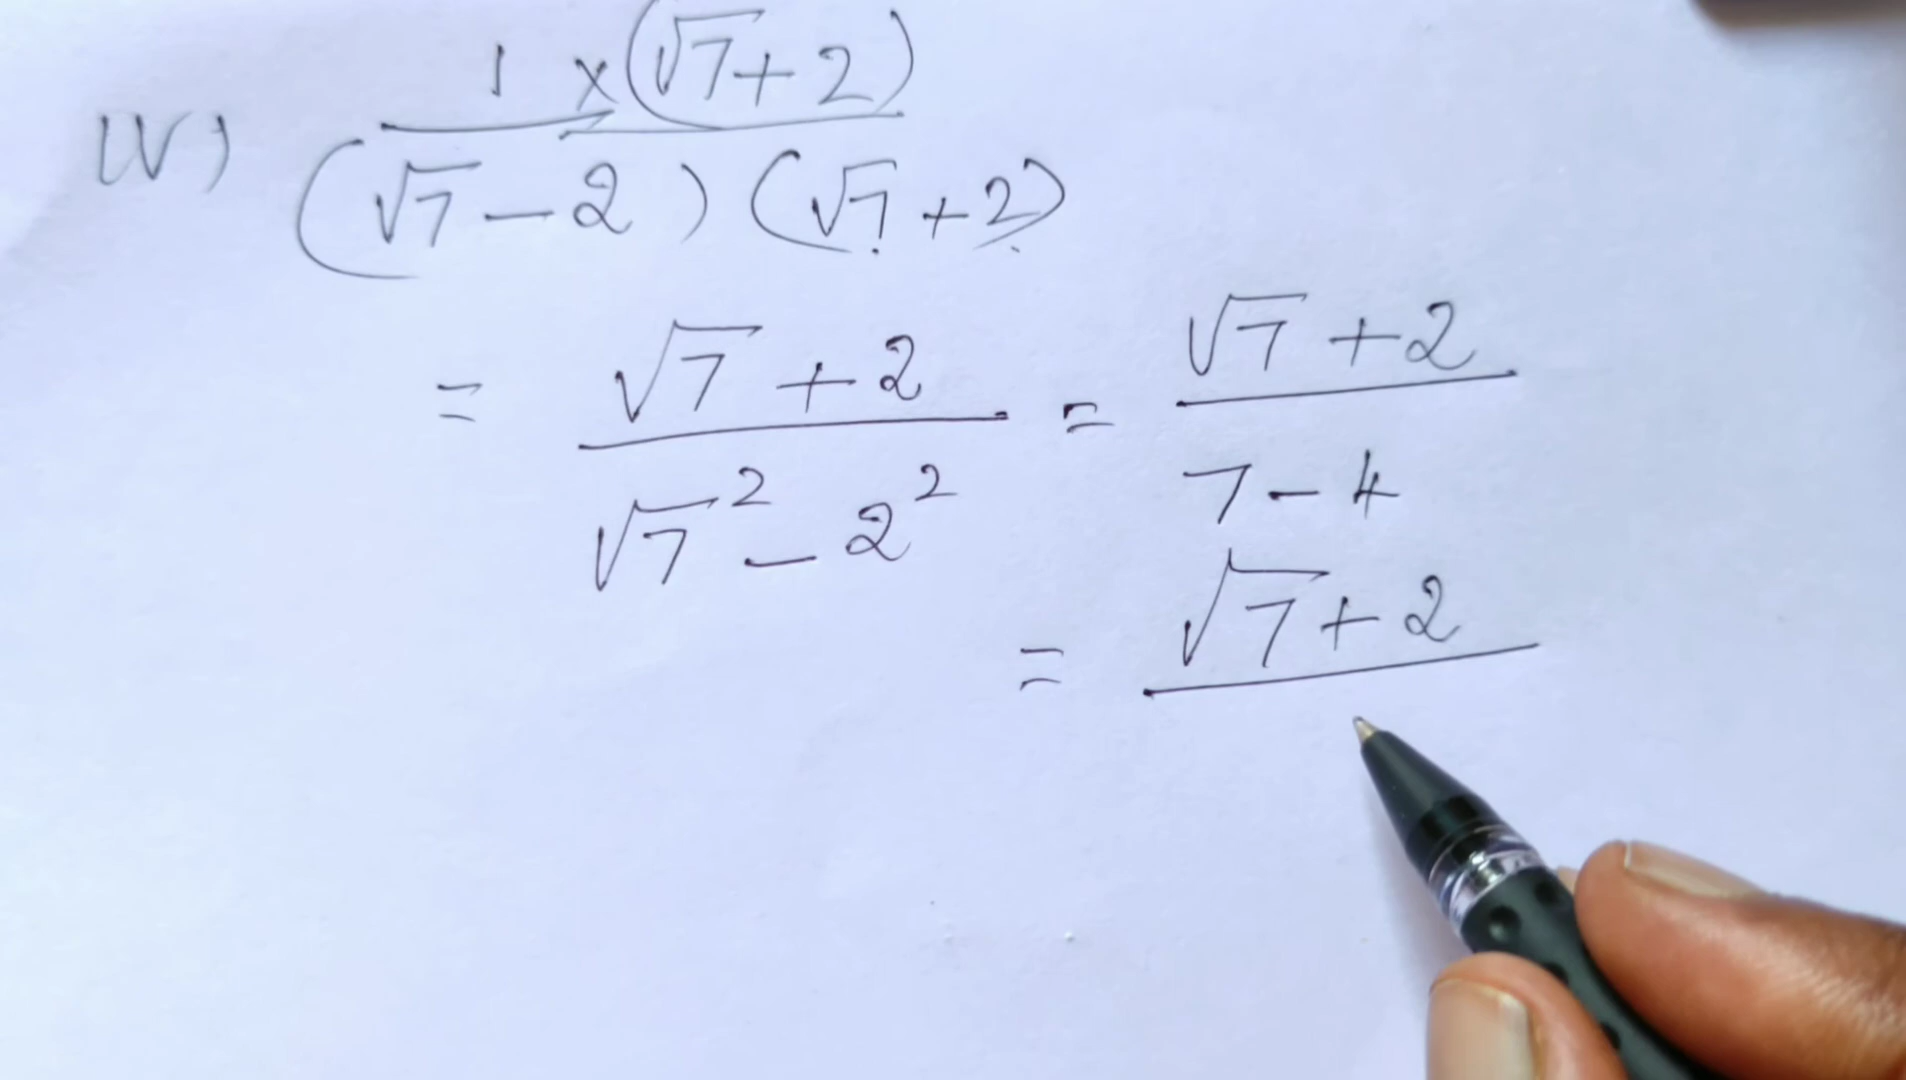 iv) 1 × (√7 + 2)
(√7 - 2) (√7 + 2)
= √7 + 2 = √7 + 2
√7² - 2² 7 - 4
= √7 + 2